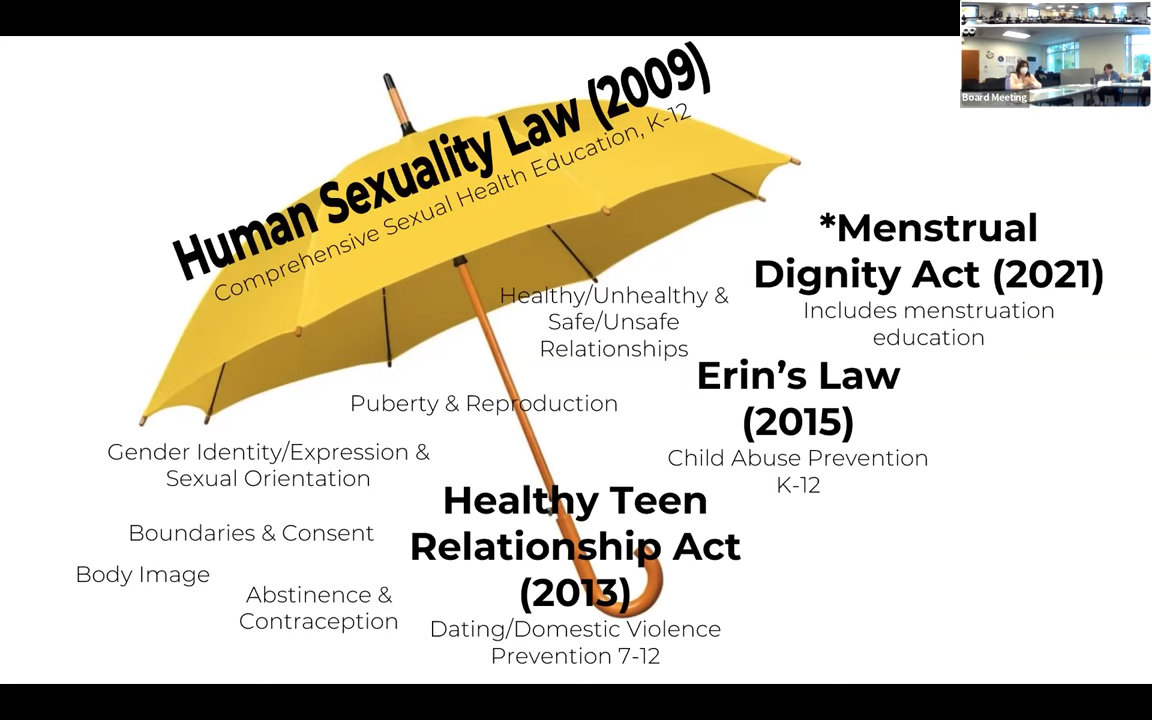 Board Meeting
Human Sexuality Law (2009)
Comprehensive Sexual Health Education, K-12
*Menstrual
Dignity Act (2021)
Includes menstruation
education
Healthy/Unhealthy &
Safe/Unsafe
Relationships
Erin’s Law
(2015)
Child Abuse Prevention
K-12
Puberty & Reproduction
Gender Identity/Expression &
Sexual Orientation
Boundaries & Consent
Body Image
Abstinence &
Contraception
Healthy Teen
Relationship Act
(2013)
Dating/Domestic Violence
Prevention 7-12